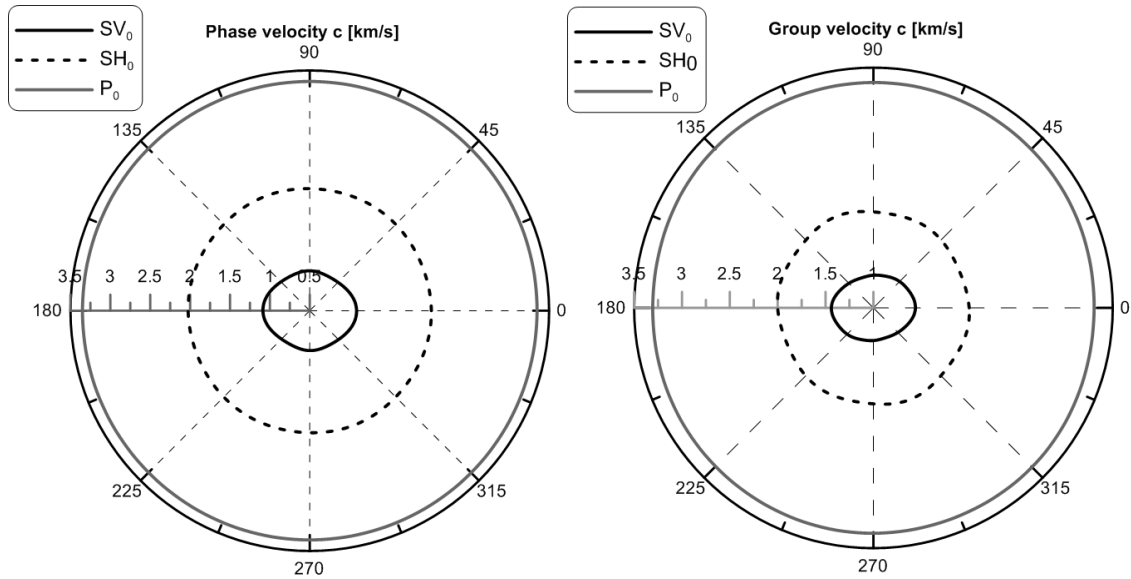 SV₀
SH₀
P₀
Phase velocity c [km/s]
90
135
45
3.5 3 2.5 2 1.5 1 0.5
180
0
225
315
270
SV₀
SH0
P₀
Group velocity c [km/s]
90
135
45
3.5 3 2.5 2 1.5 1
180
0
225
315
270